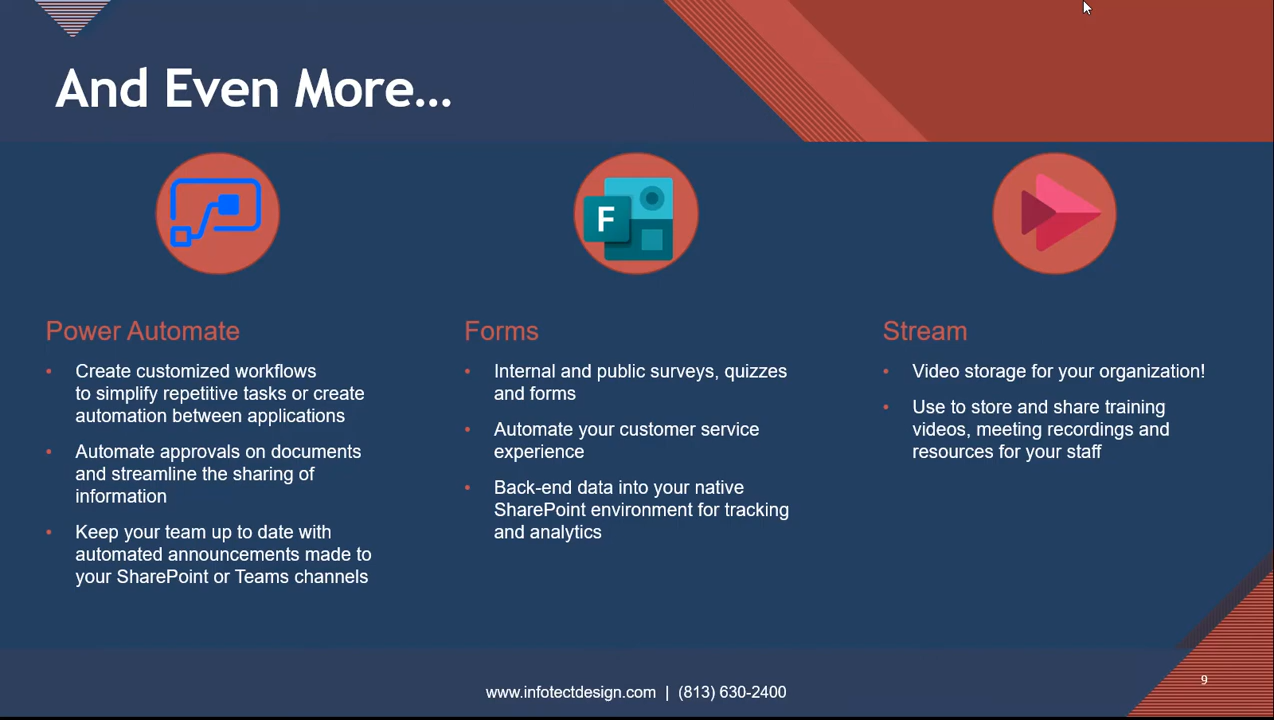 And Even More…
F
Power Automate
• Create customized workflows
to simplify repetitive tasks or create
automation between applications
• Automate approvals on documents
and streamline the sharing of
information
• Keep your team up to date with
automated announcements made to
your SharePoint or Teams channels
Forms
• Internal and public surveys, quizzes
and forms
• Automate your customer service
experience
• Back-end data into your native
SharePoint environment for tracking
and analytics
Stream
• Video storage for your organization!
• Use to store and share training
videos, meeting recordings and
resources for your staff
www.infotectdesign.com | (813) 630-2400
9